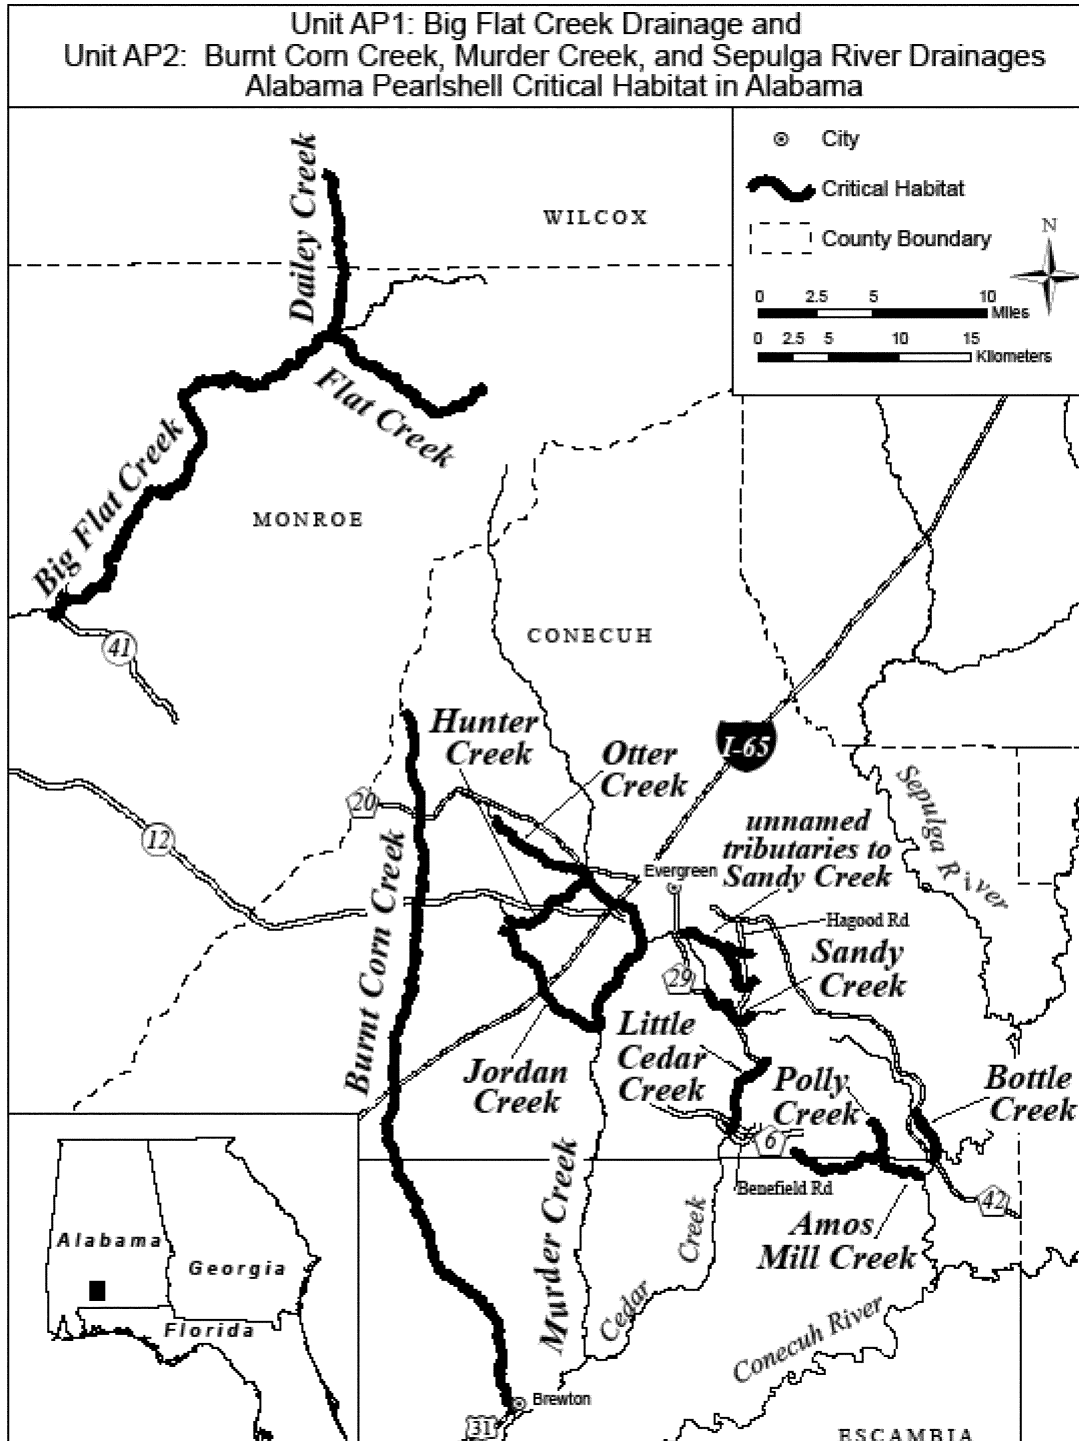 Unit AP1: Big Flat Creek Drainage and
Unit AP2: Burnt Corn Creek, Murder Creek, and Sepulga River Drainages
Alabama Pearlshell Critical Habitat in Alabama
City
Critical Habitat
County Boundary
N
0 2.5 5 10
Miles
0 2.5 5 10 15
Kilometers
Dailey Creek
WILCOX
Flat Creek
Big Flat Creek
MONROE
41
CONECUH
Hunter
Creek
Otter
Creek
I-65
20
12
Sepulga River
unnamed
tributaries to
Sandy Creek
Evergreen
Hagood Rd
Burnt Corn Creek
Sandy
Creek
29
Little
Cedar
Creek
Jordan
Creek
Polly
Creek
Bottle
Creek
6
Benefield Rd
42
Amos
Mill Creek
Murder Creek
Cedar
Creek
Conecuh River
Alabama
Georgia
Florida
Brewton
31
ESCAMBIA